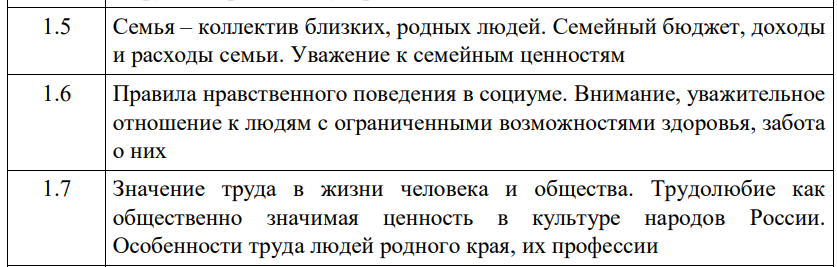 1.5 Семья – коллектив близких, родных людей. Семейный бюджет, доходы
и расходы семьи. Уважение к семейным ценностям
1.6 Правила нравственного поведения в социуме. Внимание, уважительное
отношение к людям с ограниченными возможностями здоровья, забота
о них
1.7 Значение труда в жизни человека и общества. Трудолюбие как
общественно значимая ценность в культуре народов России.
Особенности труда людей родного края, их профессии